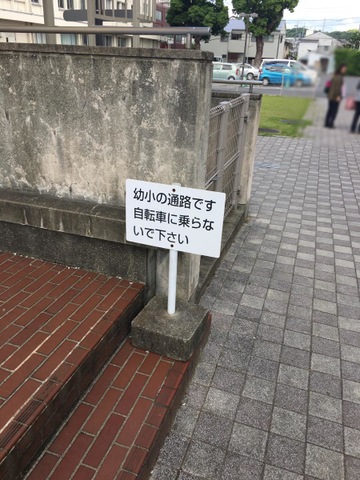 幼小の通路です
自転車に乗らな
いで下さい